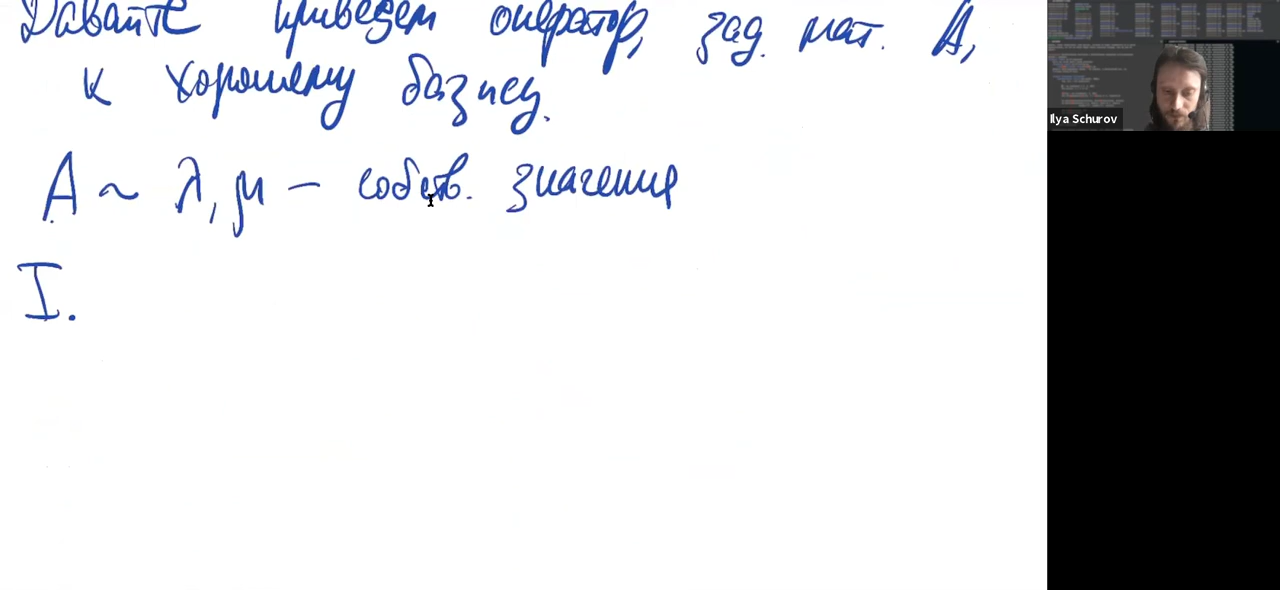 Давайте приведем оператор, зад. мат. A,
к хорошему базису.
A ~ λ, μ — собств. значения
I.
Ilya Schurov